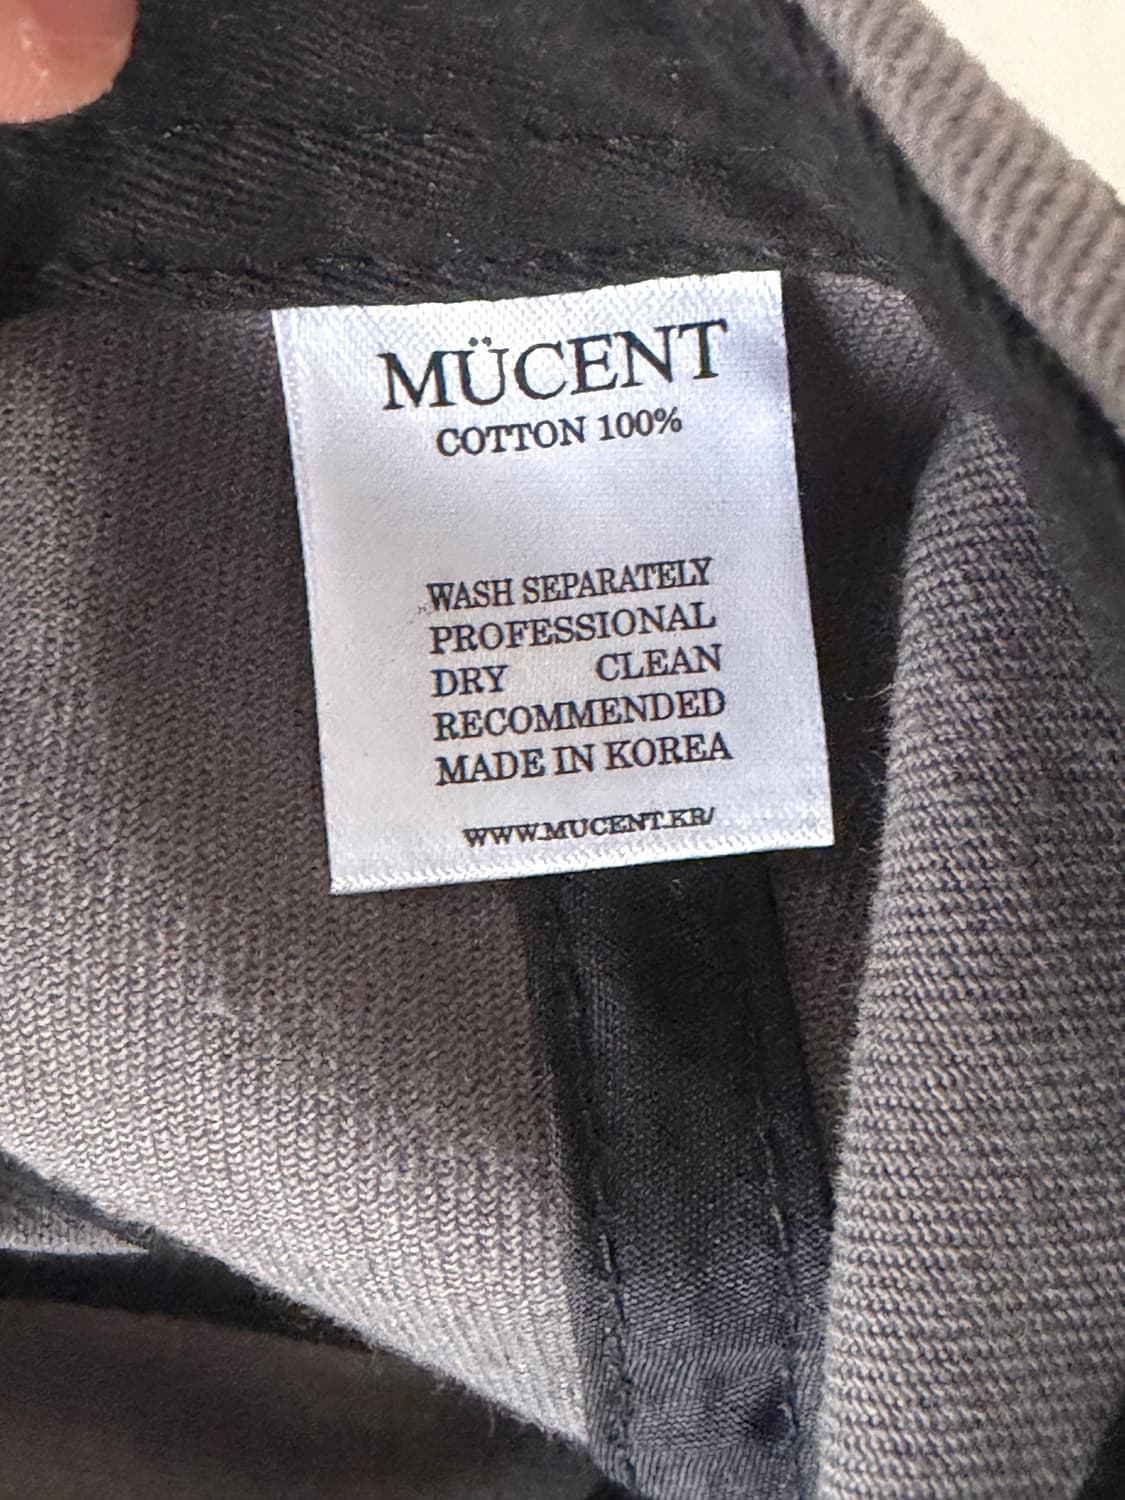 MÜCENT
COTTON 100%
WASH SEPARATELY
PROFESSIONAL
DRY CLEAN
RECOMMENDED
MADE IN KOREA
WWW.MUCENT.KR/